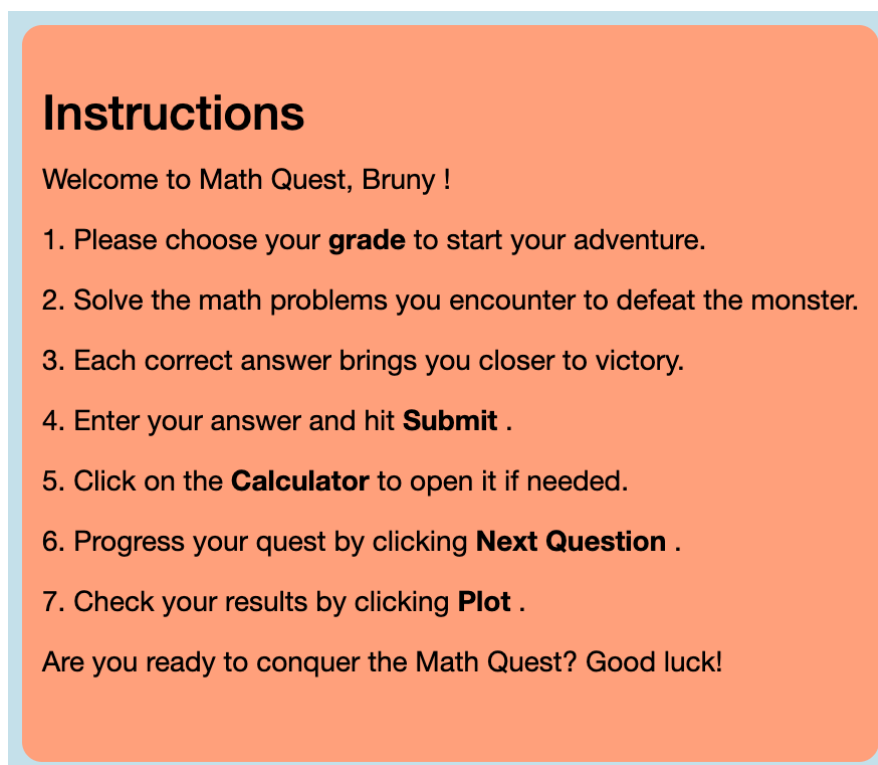 Instructions
Welcome to Math Quest, Bruny !
1. Please choose your grade to start your adventure.
2. Solve the math problems you encounter to defeat the monster.
3. Each correct answer brings you closer to victory.
4. Enter your answer and hit Submit .
5. Click on the Calculator to open it if needed.
6. Progress your quest by clicking Next Question .
7. Check your results by clicking Plot .
Are you ready to conquer the Math Quest? Good luck!